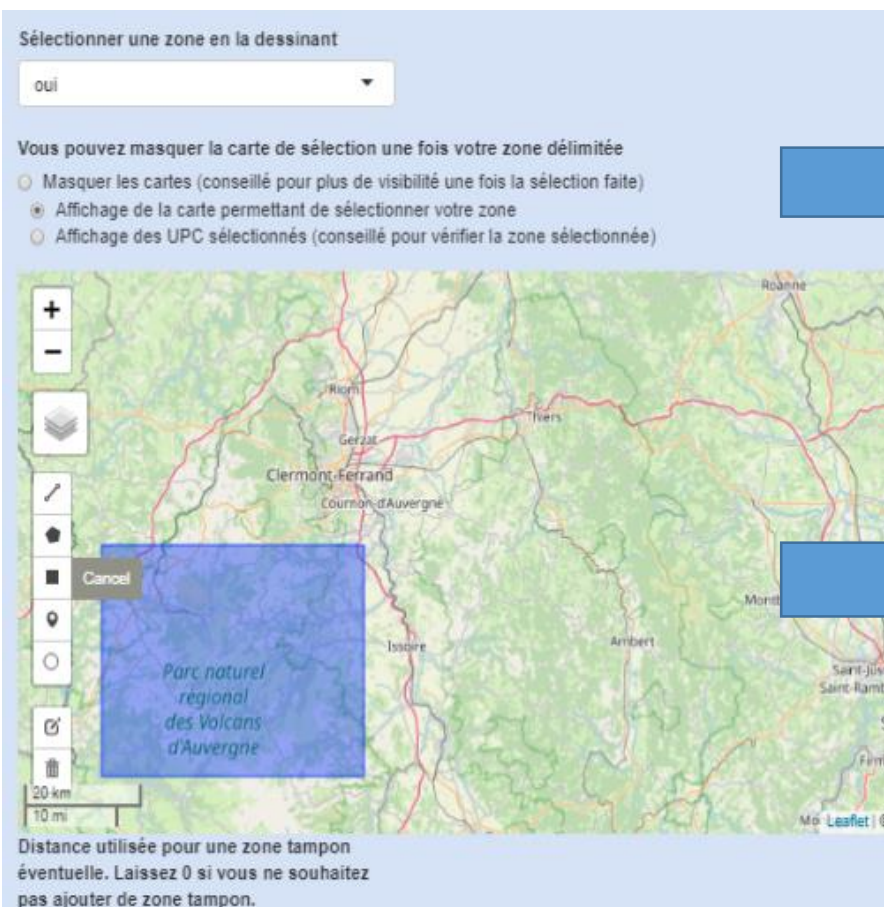 Sélectionner une zone en la dessinant
oui
Vous pouvez masquer la carte de sélection une fois votre zone délimitée
Masquer les cartes (conseillé pour plus de visibilité une fois la sélection faite)
Affichage de la carte permettant de sélectionner votre zone
Affichage des UPC sélectionnés (conseillé pour vérifier la zone sélectionnée)
+
−
Roanne
Riom
Thiers
Gerzat
Clermont-Ferrand
Cournon-d'Auvergne
Cancel
Issoire
Ambert
Parc naturel
régional
des Volcans
d'Auvergne
20 km
10 mi
Leaflet | ©
Distance utilisée pour une zone tampon
éventuelle. Laissez 0 si vous ne souhaitez
pas ajouter de zone tampon.